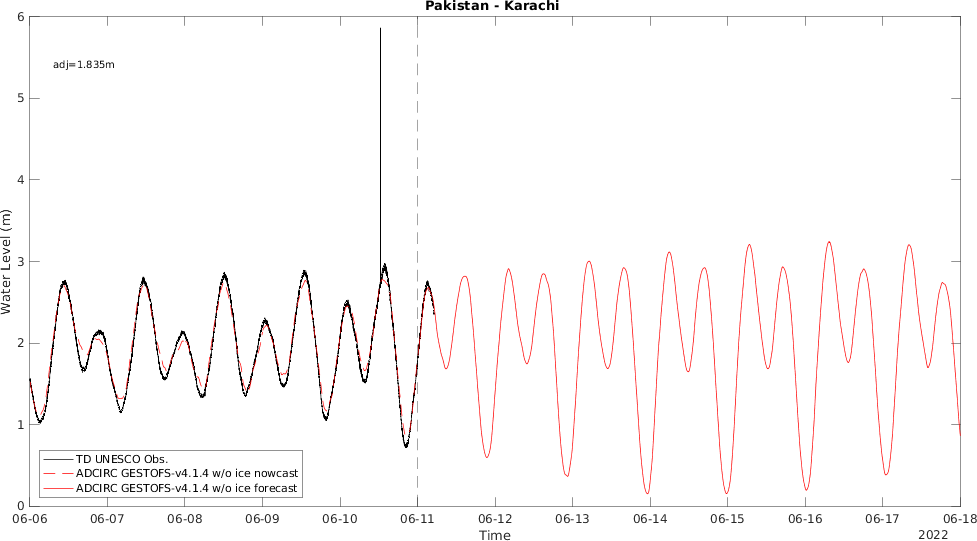 Pakistan - Karachi
6
adj=1.835m
5
4
3
Water Level (m)
2
1
TD UNESCO Obs.
ADCIRC GESTOFS-v4.1.4 w/o ice nowcast
ADCIRC GESTOFS-v4.1.4 w/o ice forecast
0
06-06 06-07 06-08 06-09 06-10 06-11 06-12 06-13 06-14 06-15 06-16 06-17 06-18
Time
2022